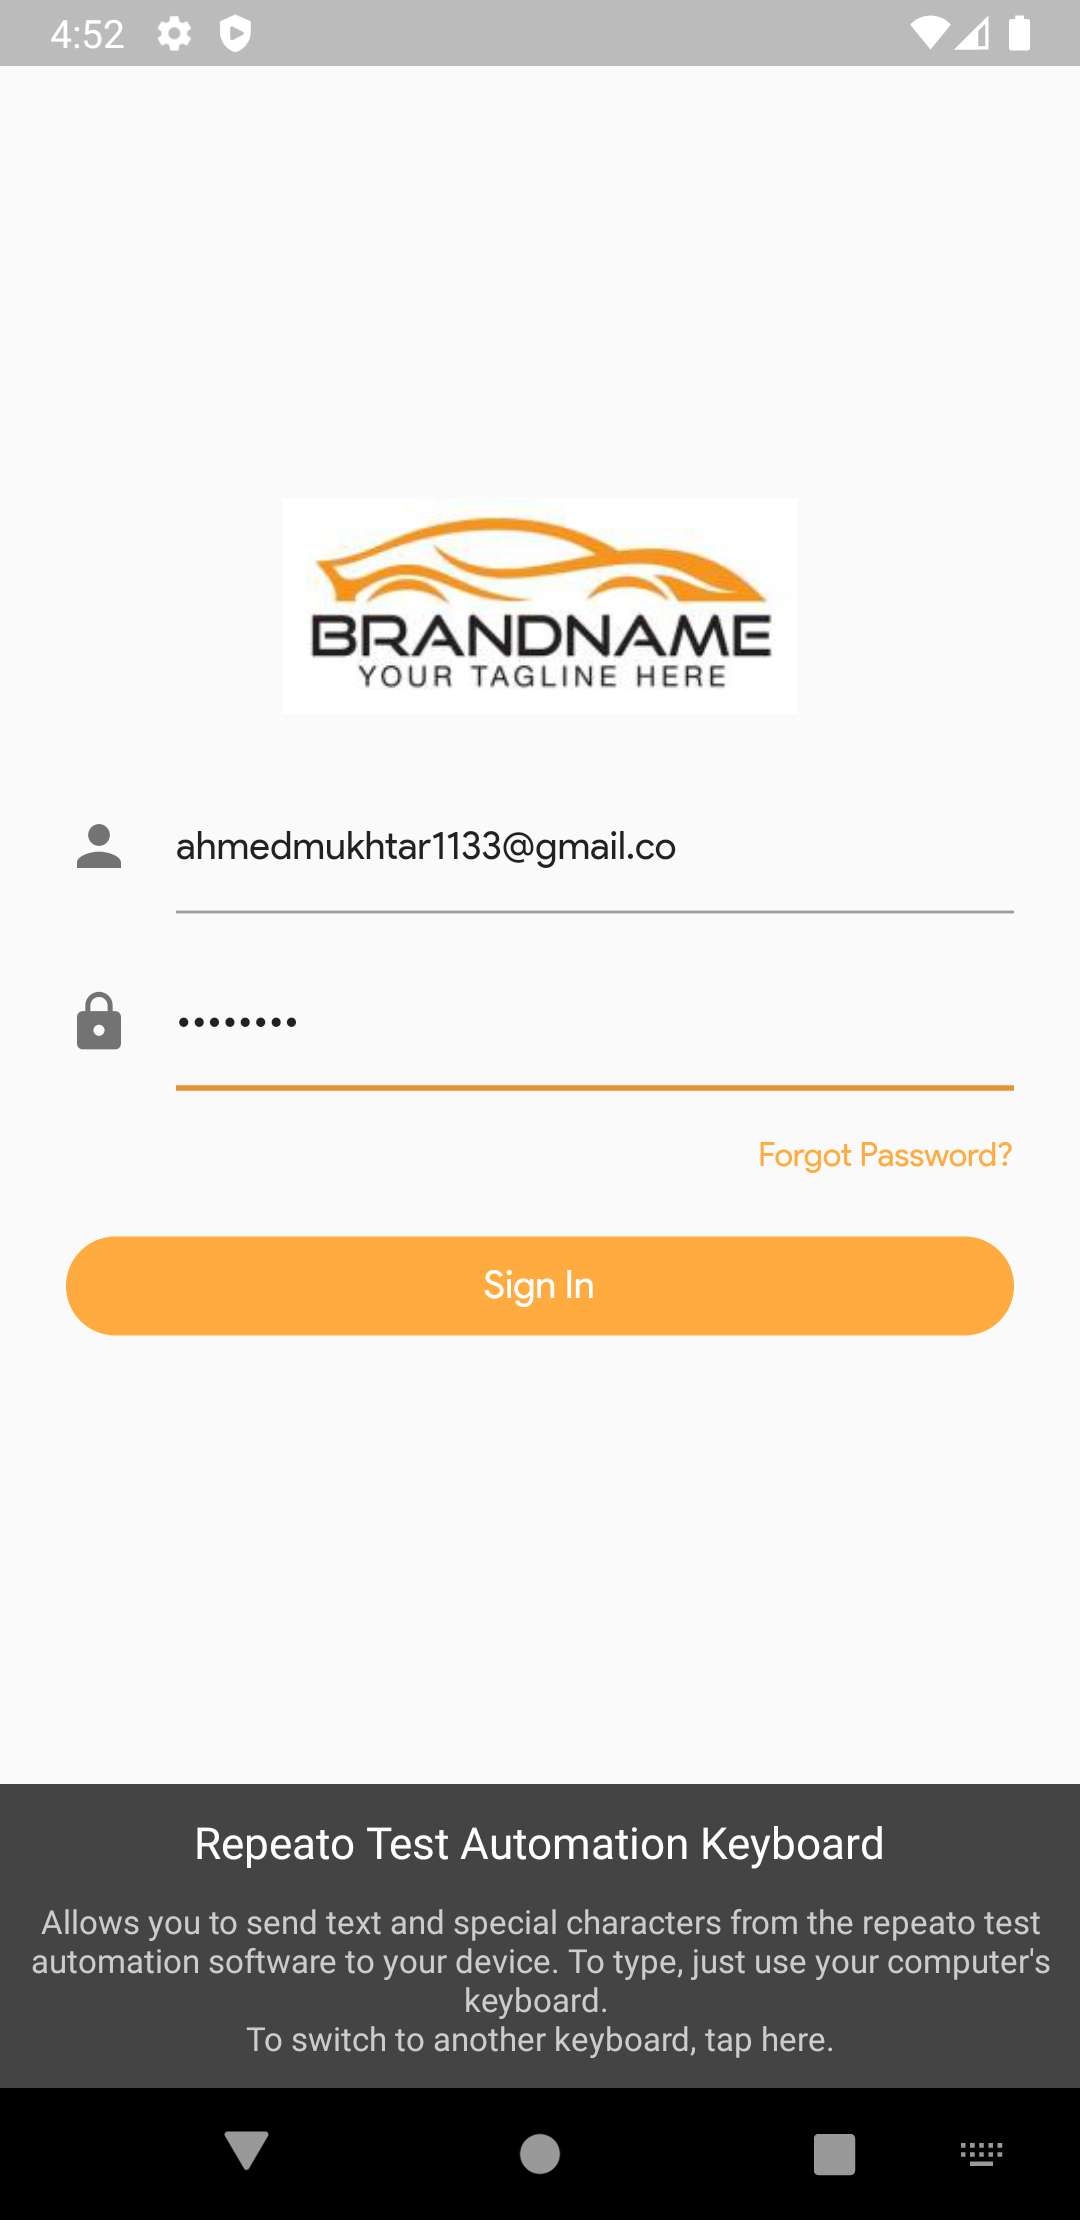 4:52
BRANDNAME
YOUR TAGLINE HERE
ahmedmukhtar1133@gmail.co
••••••••
Forgot Password?
Sign In
Repeato Test Automation Keyboard
Allows you to send text and special characters from the repeato test
automation software to your device. To type, just use your computer's
keyboard.
To switch to another keyboard, tap here.